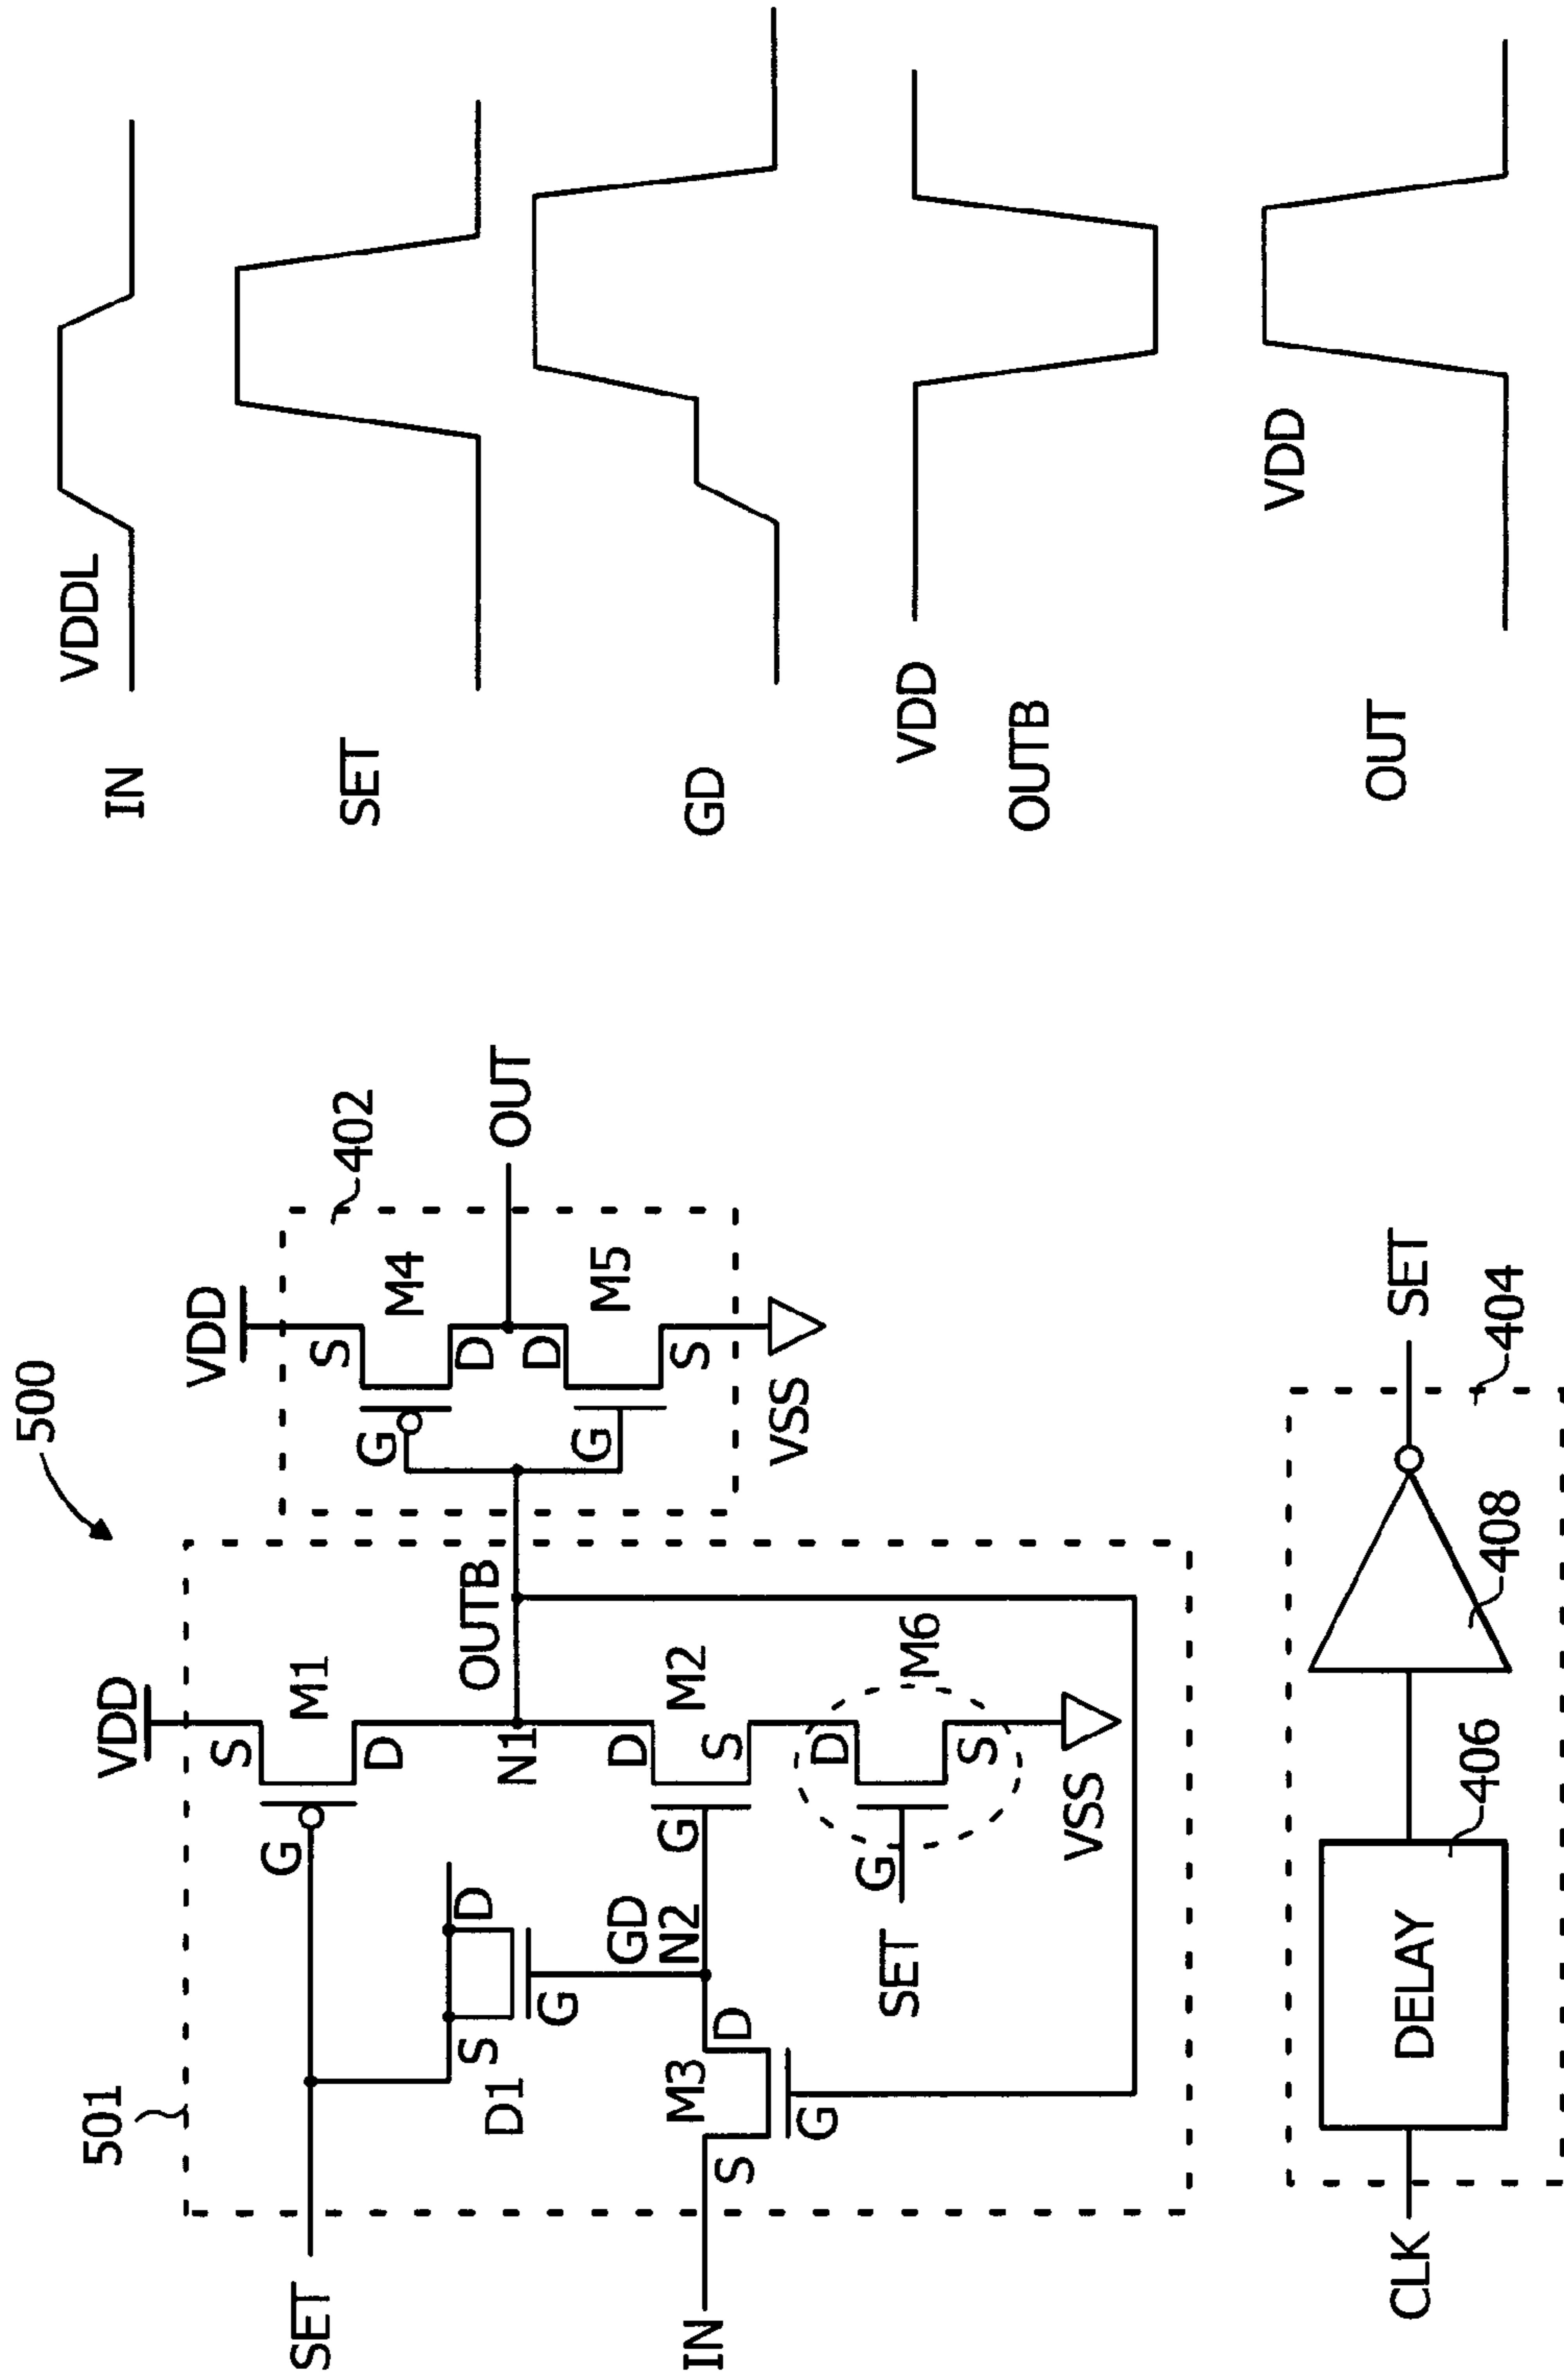 500
501
SET
IN
VDD
S
M1
G
D
N1
OUTB
D1
S
D
G
GD
N2
M3
S
D
G
G
D
M2
S
SET
G
D
M6
S
VSS
VDD
402
S
M4
G
D
D
M5
G
S
VSS
OUT
CLK
DELAY
406
408
SET
404
VDDL
IN
SET
GD
VDD
OUTB
VDD
OUT